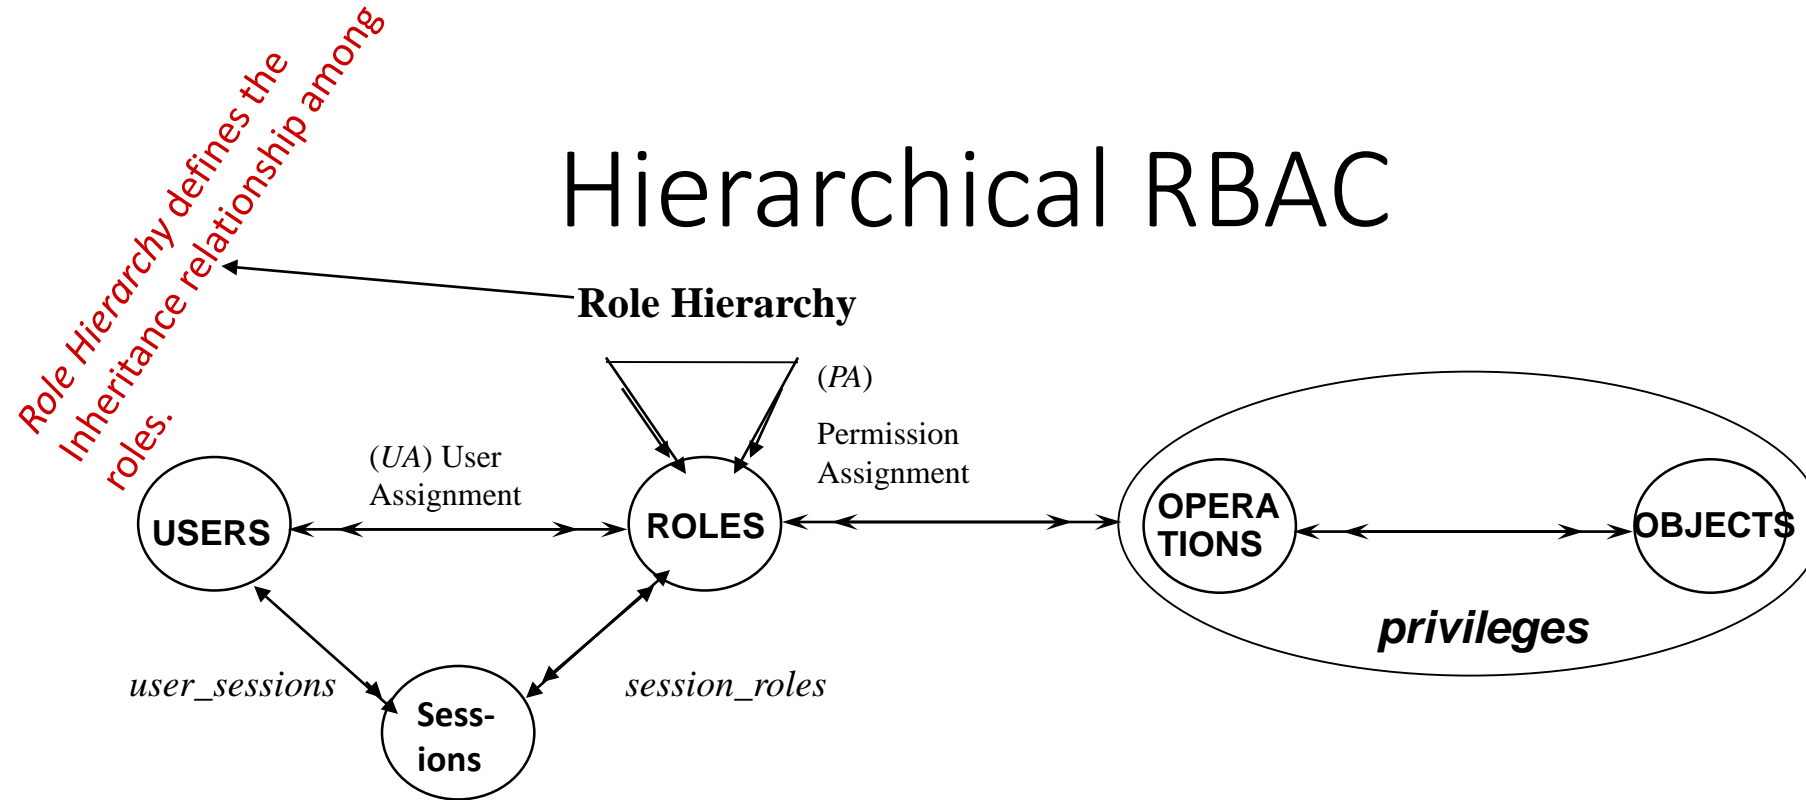 Role Hierarchy defines the
Inheritance relationship among
roles.
Hierarchical RBAC
Role Hierarchy
(PA)
Permission
Assignment
(UA) User
Assignment
USERS
ROLES
OPERA
TIONS
OBJECTS
privileges
user_sessions
session_roles
Sess-
ions